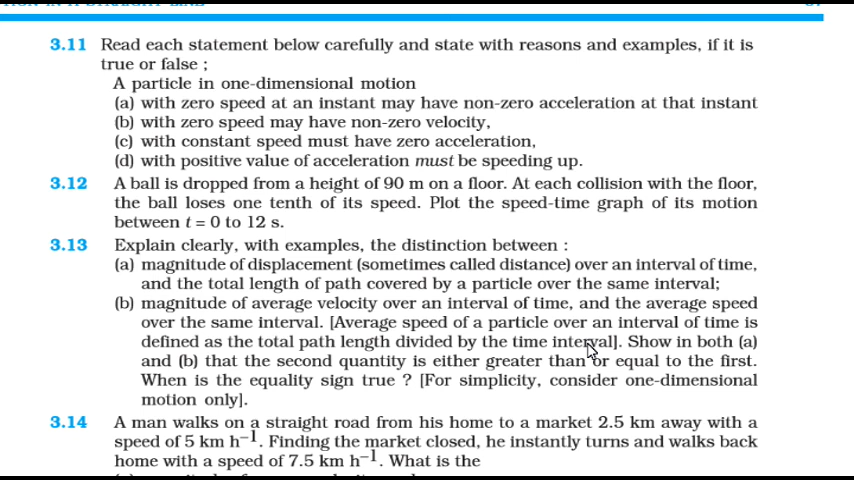 3.11 Read each statement below carefully and state with reasons and examples, if it is
true or false ;
A particle in one-dimensional motion
(a) with zero speed at an instant may have non-zero acceleration at that instant
(b) with zero speed may have non-zero velocity,
(c) with constant speed must have zero acceleration,
(d) with positive value of acceleration must be speeding up.
3.12 A ball is dropped from a height of 90 m on a floor. At each collision with the floor,
the ball loses one tenth of its speed. Plot the speed-time graph of its motion
between t = 0 to 12 s.
3.13 Explain clearly, with examples, the distinction between :
(a) magnitude of displacement (sometimes called distance) over an interval of time,
and the total length of path covered by a particle over the same interval;
(b) magnitude of average velocity over an interval of time, and the average speed
over the same interval. [Average speed of a particle over an interval of time is
defined as the total path length divided by the time interval]. Show in both (a)
and (b) that the second quantity is either greater than or equal to the first.
When is the equality sign true ? [For simplicity, consider one-dimensional
motion only].
3.14 A man walks on a straight road from his home to a market 2.5 km away with a
speed of 5 km h⁻¹. Finding the market closed, he instantly turns and walks back
home with a speed of 7.5 km h⁻¹. What is the